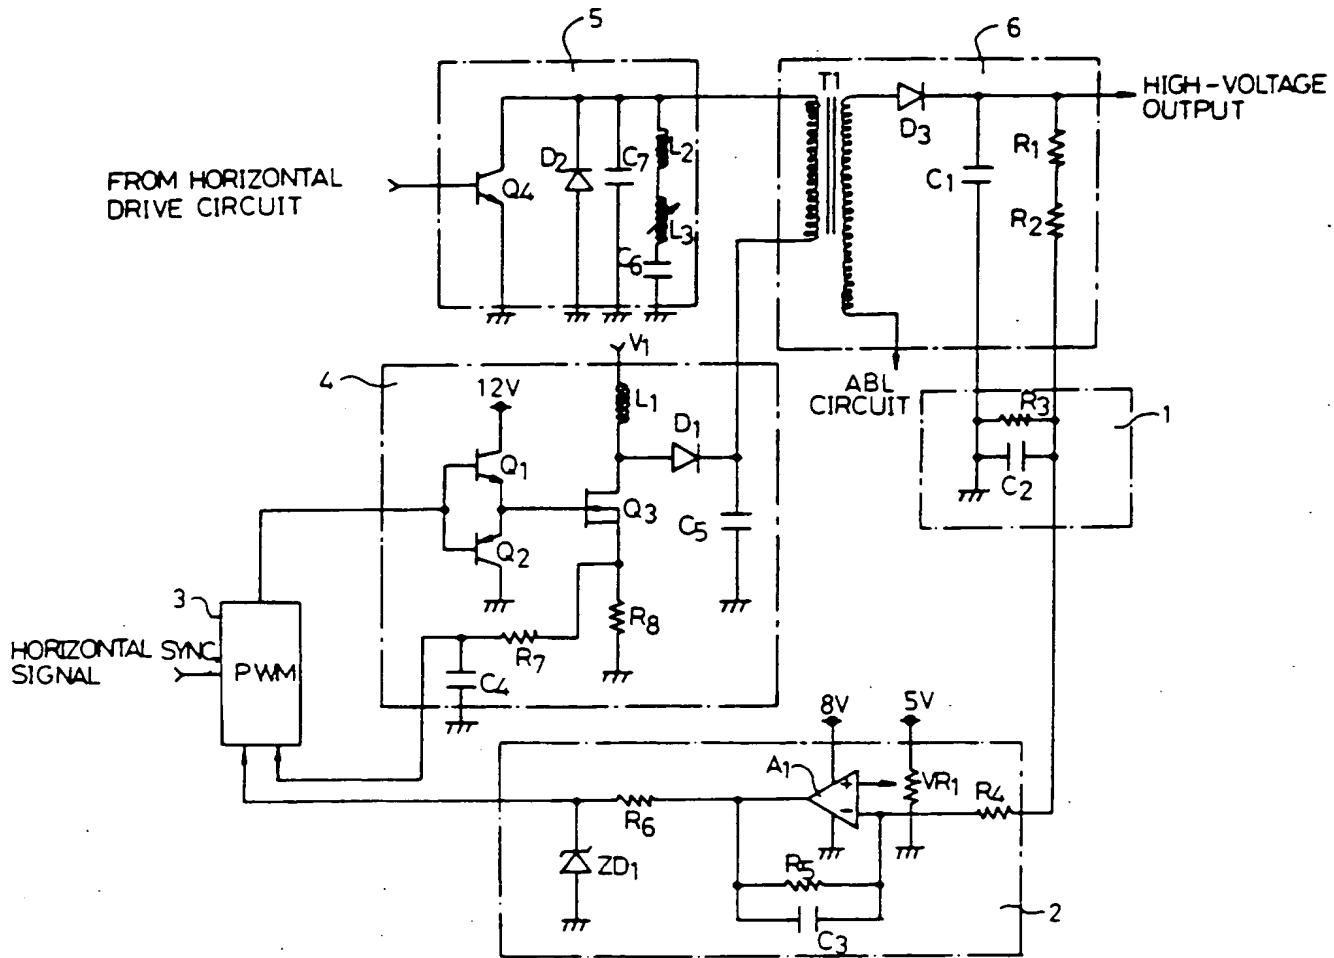 5
6
T1
HIGH-VOLTAGE
OUTPUT
D3
C7
L2
D2
R1
C1
FROM HORIZONTAL
DRIVE CIRCUIT
Q4
L3
R2
C6
V1
4
12V
L1
ABL
CIRCUIT
D1
R3
1
Q1
C2
Q3
C5
Q2
3
R8
HORIZONTAL SYNC
SIGNAL
PWM
R7
C4
8V
5V
A1
+
-
VR1
R4
R6
ZD1
R5
2
C3